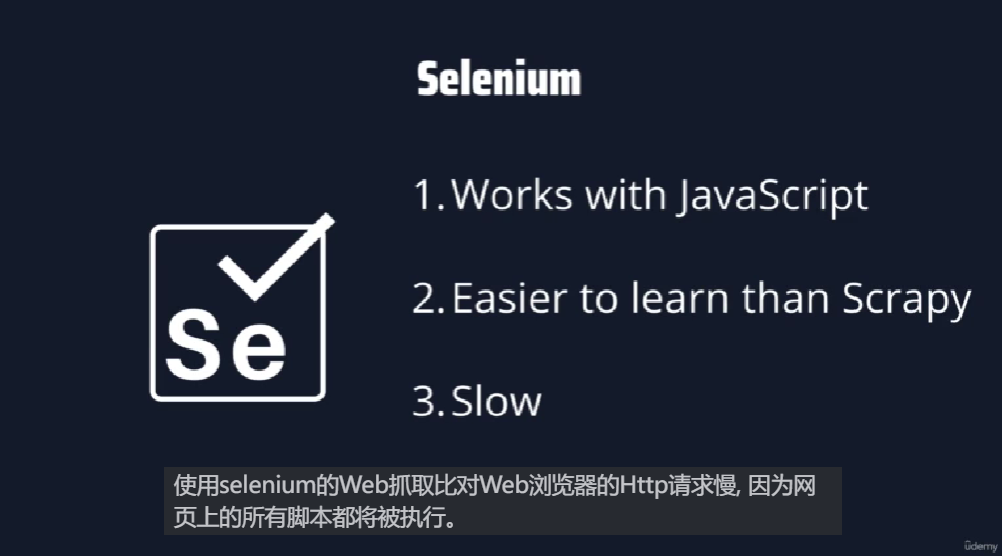 Selenium
1. Works with JavaScript
2. Easier to learn than Scrapy
Se
3. Slow
使用selenium的Web抓取比对Web浏览器的Http请求慢, 因为网
页上的所有脚本都将被执行。
ûdemy